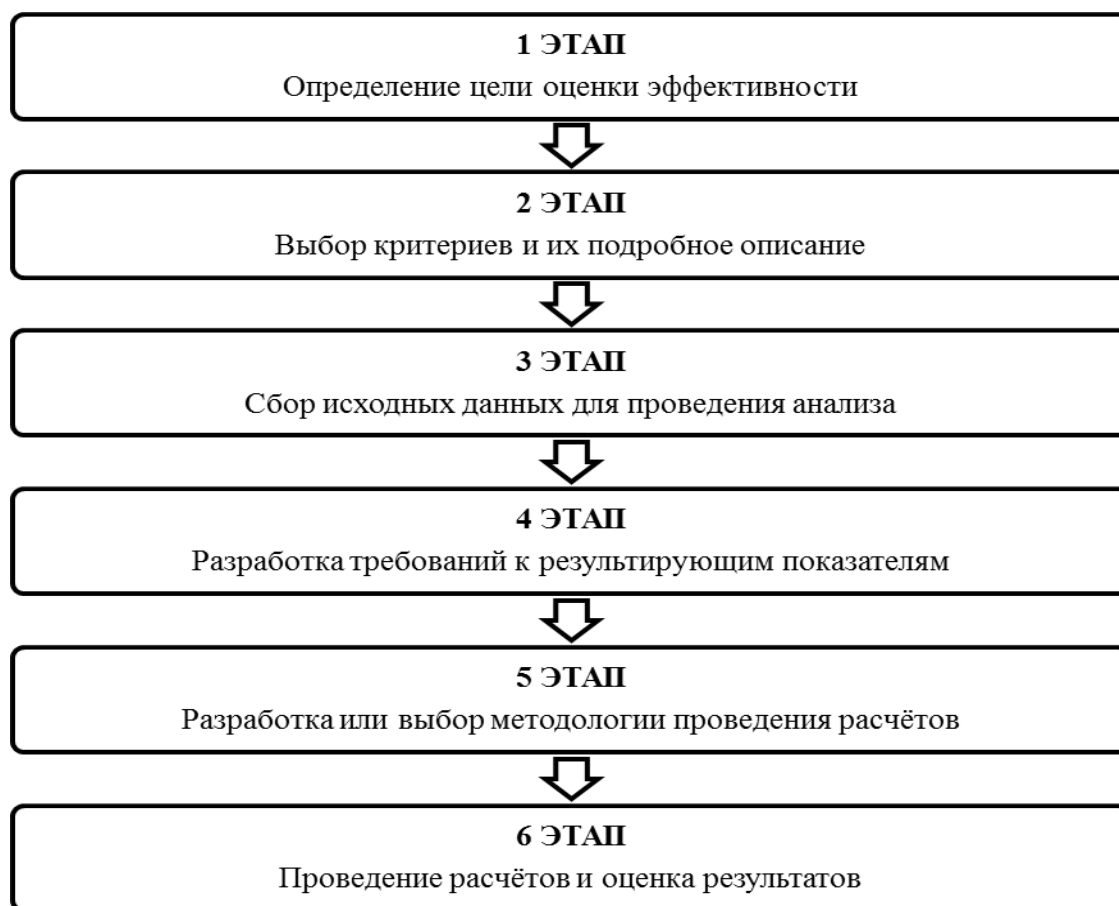 1 ЭТАП
Определение цели оценки эффективности
2 ЭТАП
Выбор критериев и их подробное описание
3 ЭТАП
Сбор исходных данных для проведения анализа
4 ЭТАП
Разработка требований к результирующим показателям
5 ЭТАП
Разработка или выбор методологии проведения расчётов
6 ЭТАП
Проведение расчётов и оценка результатов